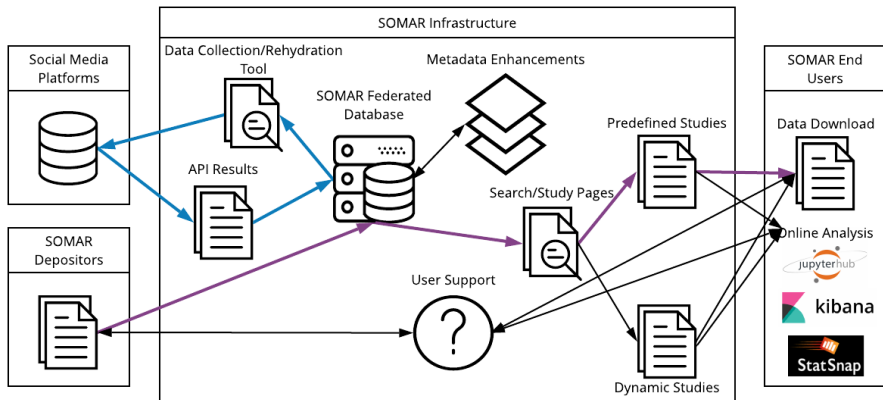 SOMAR Infrastructure
Social Media
Platforms
Data Collection/Rehydration
Tool
SOMAR Federated
Database
Metadata Enhancements
API Results
Search/Study Pages
Predefined Studies
SOMAR
Depositors
User Support
?
Dynamic Studies
SOMAR End
Users
Data Download
Online Analysis
jupyterhub
kibana
StatSnap